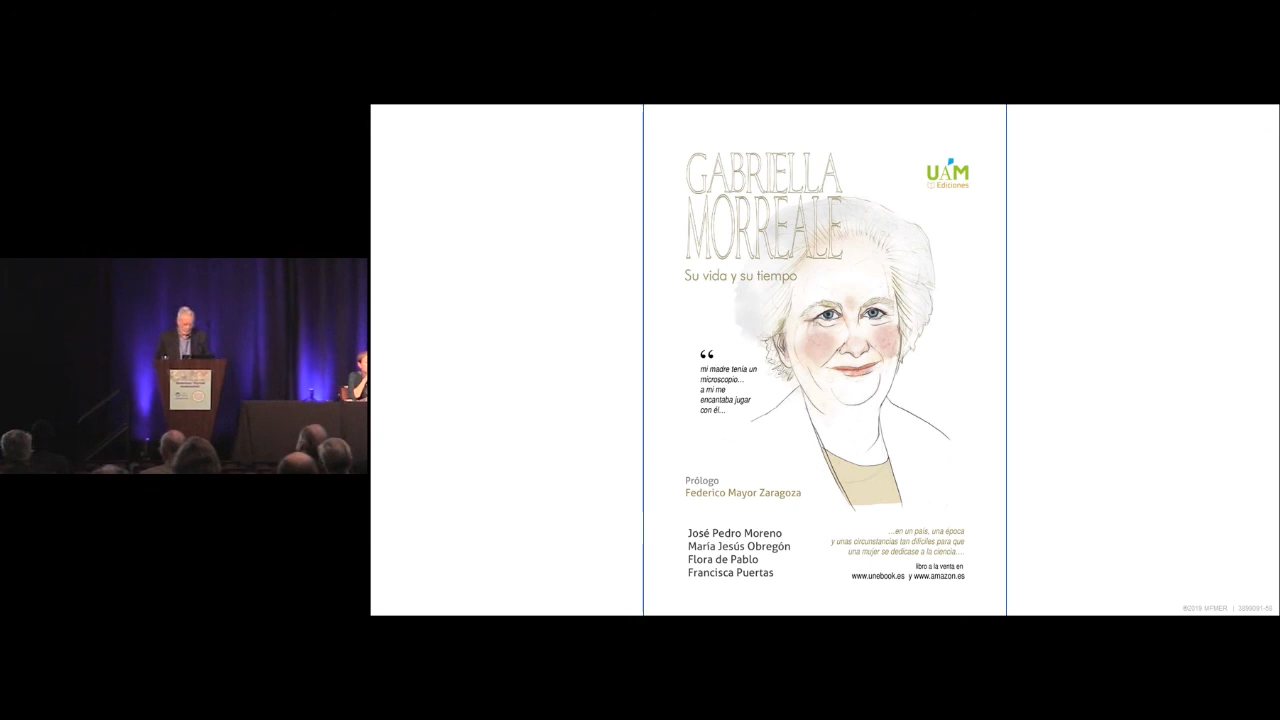 GABRIELLA
MORREALE
Su vida y su tiempo
UAM
Ediciones
“
mi madre tenía un
microscopio...
a mi me
encantaba jugar
con él...
Prólogo
Federico Mayor Zaragoza
José Pedro Moreno
María Jesús Obregón
Flora de Pablo
Francisca Puertas
...en un país, una época
y unas circunstancias tan difíciles para que
una mujer se dedicase a la ciencia....
libro a la venta en
www.unebook.es y www.amazon.es
©2019 MFMER | 3899091-58